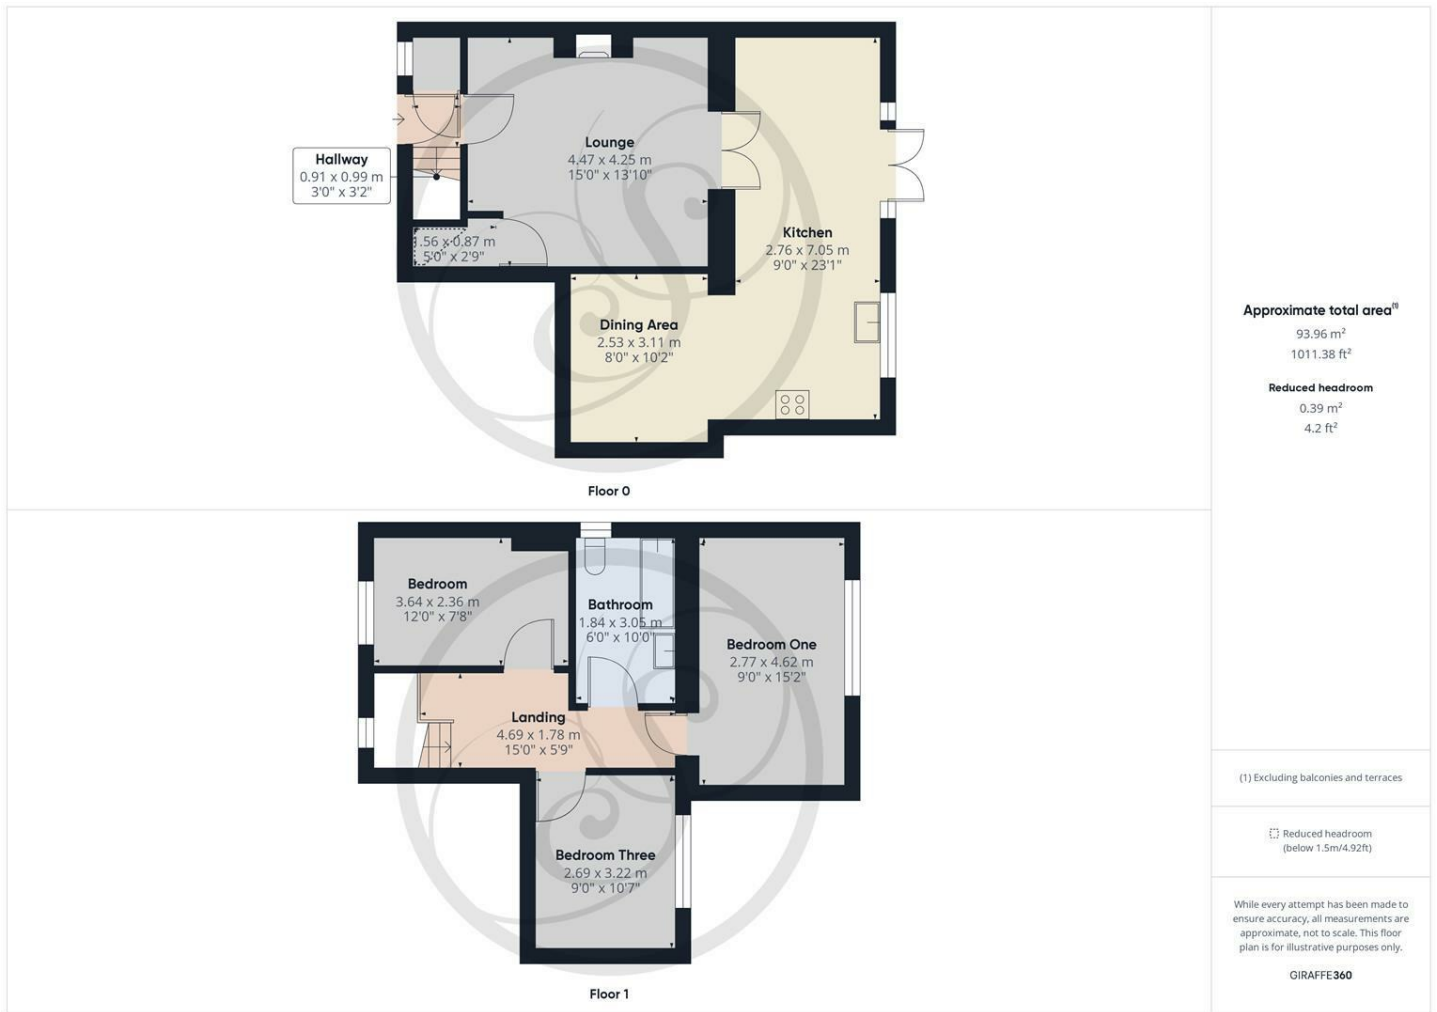 Hallway
0.91 x 0.99 m
3'0" x 3'2"
Lounge
4.47 x 4.25 m
15'0" x 13'10"
.56 x 0.87 m
5'0" x 2'9"
Kitchen
2.76 x 7.05 m
9'0" x 23'1"
Dining Area
2.53 x 3.11 m
8'0" x 10'2"
Floor 0
Bedroom
3.64 x 2.36 m
12'0" x 7'8"
Bathroom
1.84 x 3.05 m
6'0" x 10'0"
Bedroom One
2.77 x 4.62 m
9'0" x 15'2"
Landing
4.69 x 1.78 m
15'0" x 5'9"
Bedroom Three
2.69 x 3.22 m
9'0" x 10'7"
Floor 1
Approximate total area(1)
93.96 m²
1011.38 ft²
Reduced headroom
0.39 m²
4.2 ft²
(1) Excluding balconies and terraces
Reduced headroom
(below 1.5m/4.92ft)
While every attempt has been made to
ensure accuracy, all measurements are
approximate, not to scale. This floor
plan is for illustrative purposes only.
GIRAFFE360